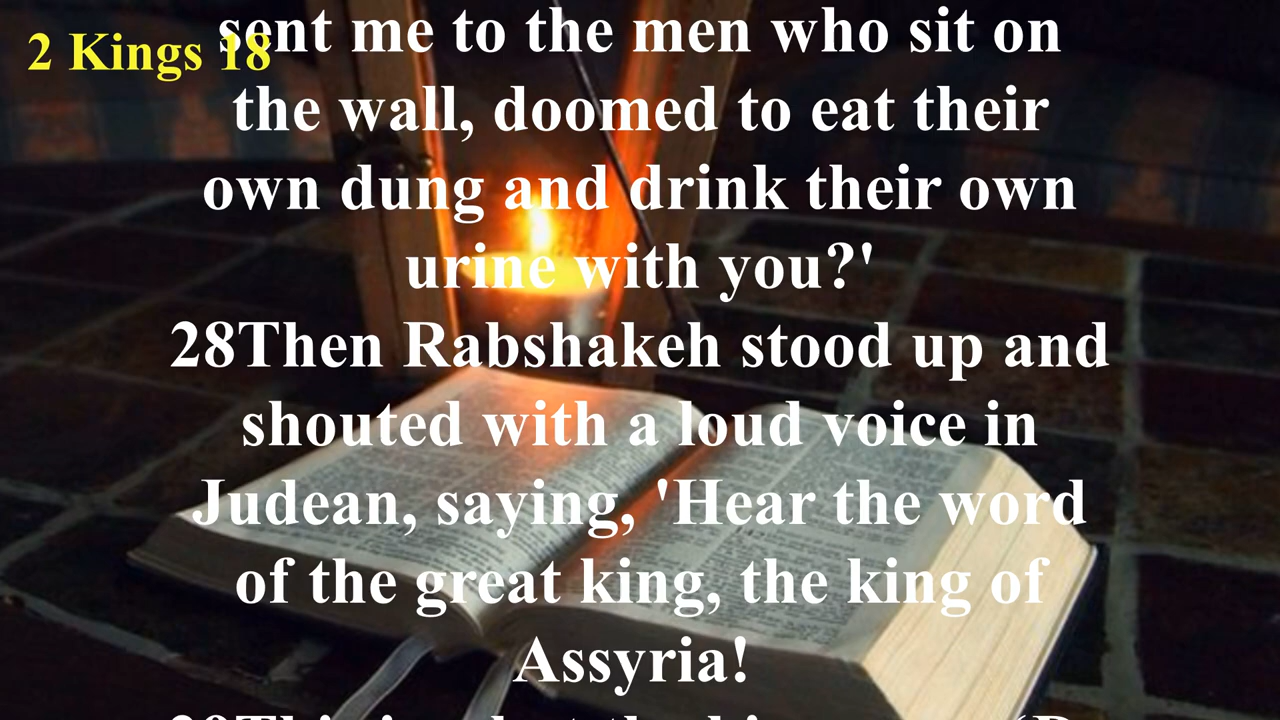 2 Kings 18
sent me to the men who sit on
the wall, doomed to eat their
own dung and drink their own
urine with you?'
28Then Rabshakeh stood up and
shouted with a loud voice in
Judean, saying, 'Hear the word
of the great king, the king of
Assyria!